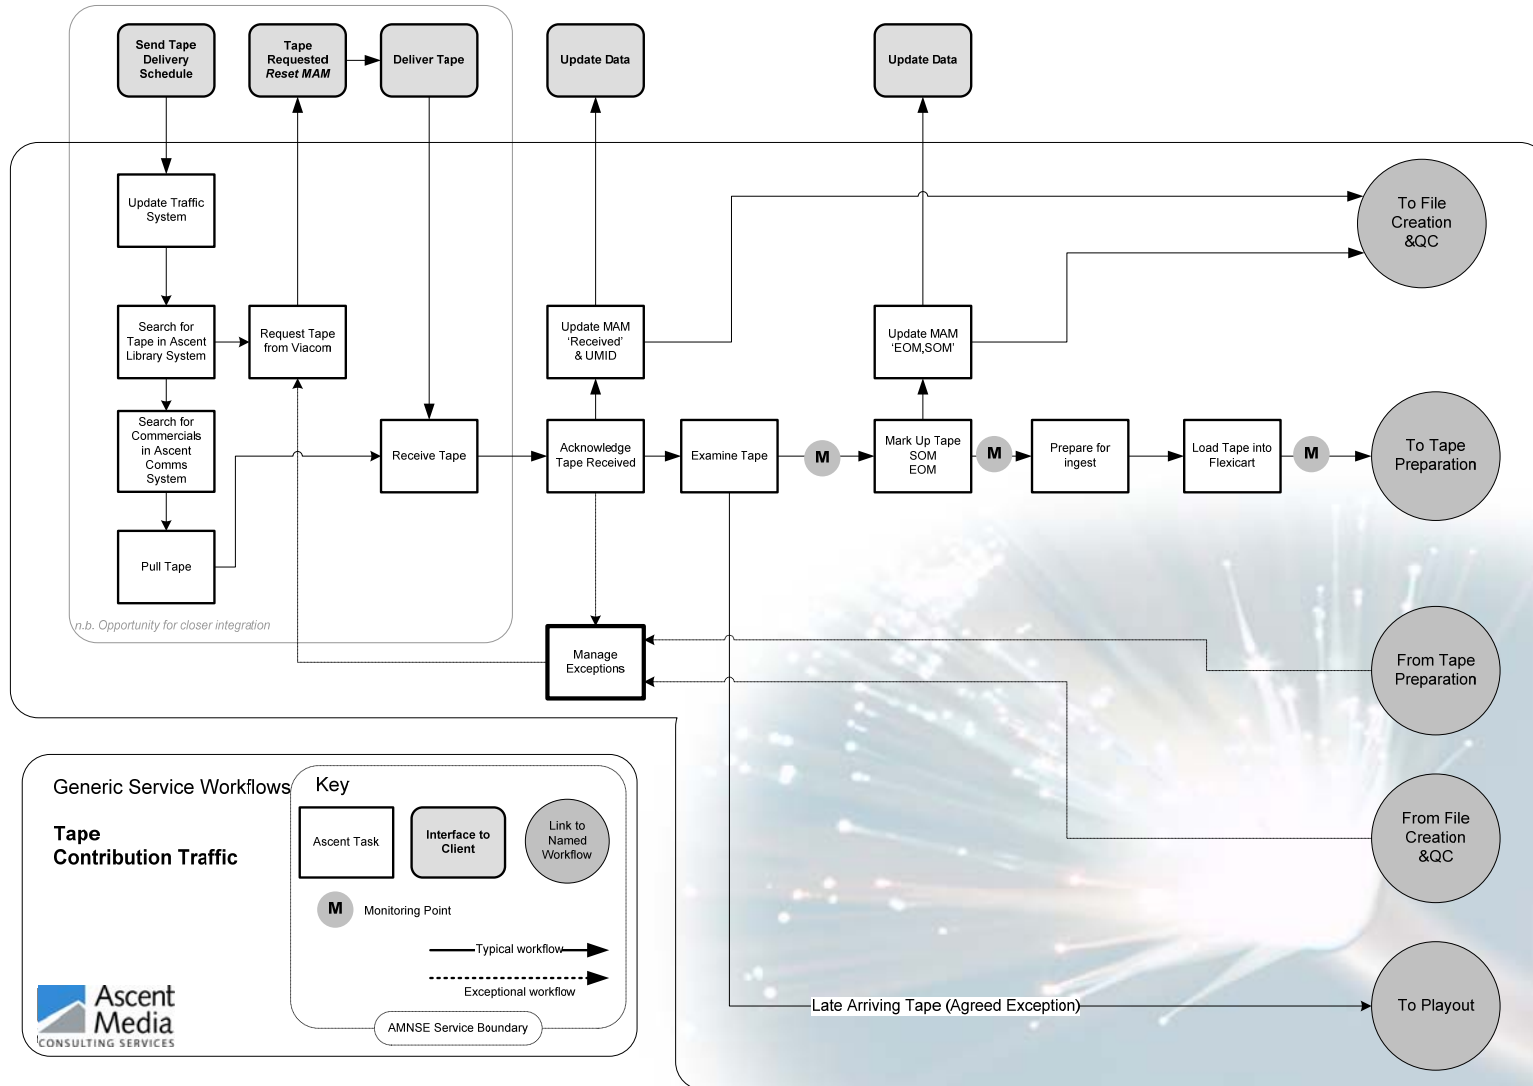 Send Tape
Delivery
Schedule
Tape
Requested
Reset MAM
Deliver Tape
Update Data
Update Data
Update Traffic
System
To File
Creation
&QC
Search for
Tape in Ascent
Library System
Request Tape
from Viacom
Update MAM
‘Received’
& UMID
Update MAM
‘EOM,SOM’
Search for
Commercials
in Ascent
Comms
System
Receive Tape
Acknowledge
Tape Received
Examine Tape
M
Mark Up Tape
SOM
EOM
M
Prepare for
ingest
Load Tape into
Flexicart
M
To Tape
Preparation
Pull Tape
n.b. Opportunity for closer integration
Manage
Exceptions
From Tape
Preparation
From File
Creation
&QC
Late Arriving Tape (Agreed Exception)
To Playout
Generic Service Workflows
Tape
Contribution Traffic
Key
Ascent Task
Interface to
Client
Link to
Named
Workflow
M
Monitoring Point
Typical workflow
Exceptional workflow
AMNSE Service Boundary
Ascent
Media
CONSULTING SERVICES